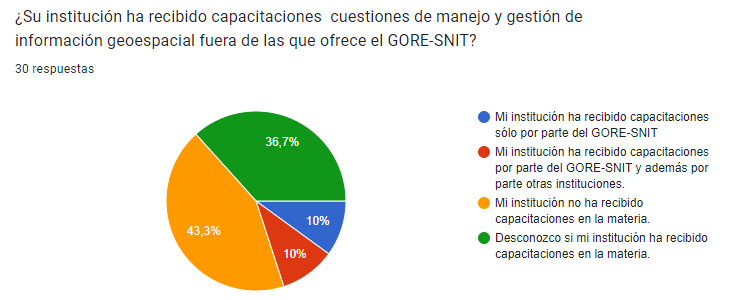 ¿Su institución ha recibido capacitaciones  cuestiones de manejo y gestión de
información geoespacial fuera de las que ofrece el GORE-SNIT?
30 respuestas
36,7%
43,3%
10%
10%
Mi institución ha recibido capacitaciones
sólo por parte del GORE-SNIT
Mi institución ha recibido capacitaciones
por parte del GORE-SNIT y además por
parte otras instituciones.
Mi institución no ha recibido
capacitaciones en la materia.
Desconozco si mi institución ha recibido
capacitaciones en la materia.